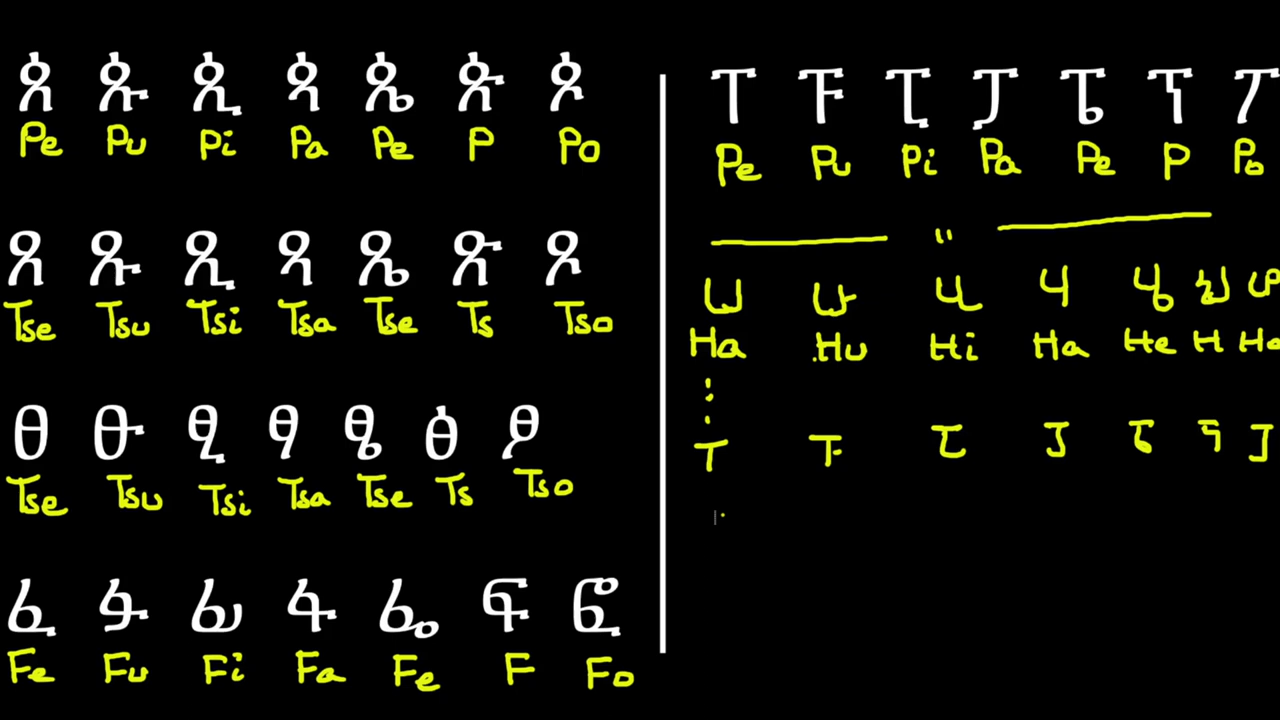 ጰ ጱ ጲ ጳ ጴ ጵ ጶ
Pe Pu Pi Pa Pe P Po
ጸ ጹ ጺ ጻ ጼ ጽ ጾ
Tse Tsu Tsi Tsa Tse Ts Tso
ፀ ፁ ፂ ፃ ፄ ፅ ፆ
Tse Tsu Tsi Tsa Tse Ts Tso
ፈ ፉ ፊ ፋ ፌ ፍ ፎ
Fe Fu Fi Fa Fe F Fo
ፐ ፑ ፒ ፓ ፔ ፕ ፖ
Pe Pu Pi Pa Pe P Po
"
ሀ ሁ ሂ ሃ ሄ ህ ሆ
Ha Hu Hi Ha He H Ho
ፐ ፑ ፒ ፓ ፔ ፕ